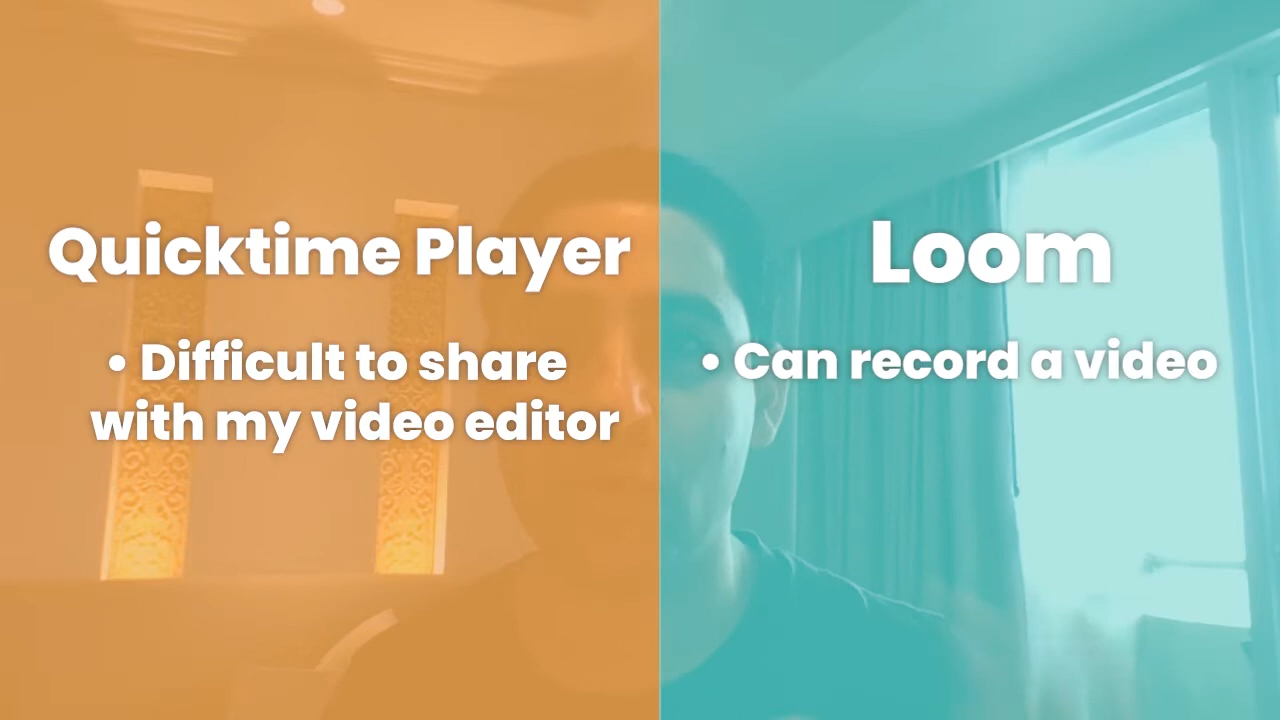 Quicktime Player
• Difficult to share
with my video editor
Loom
• Can record a video